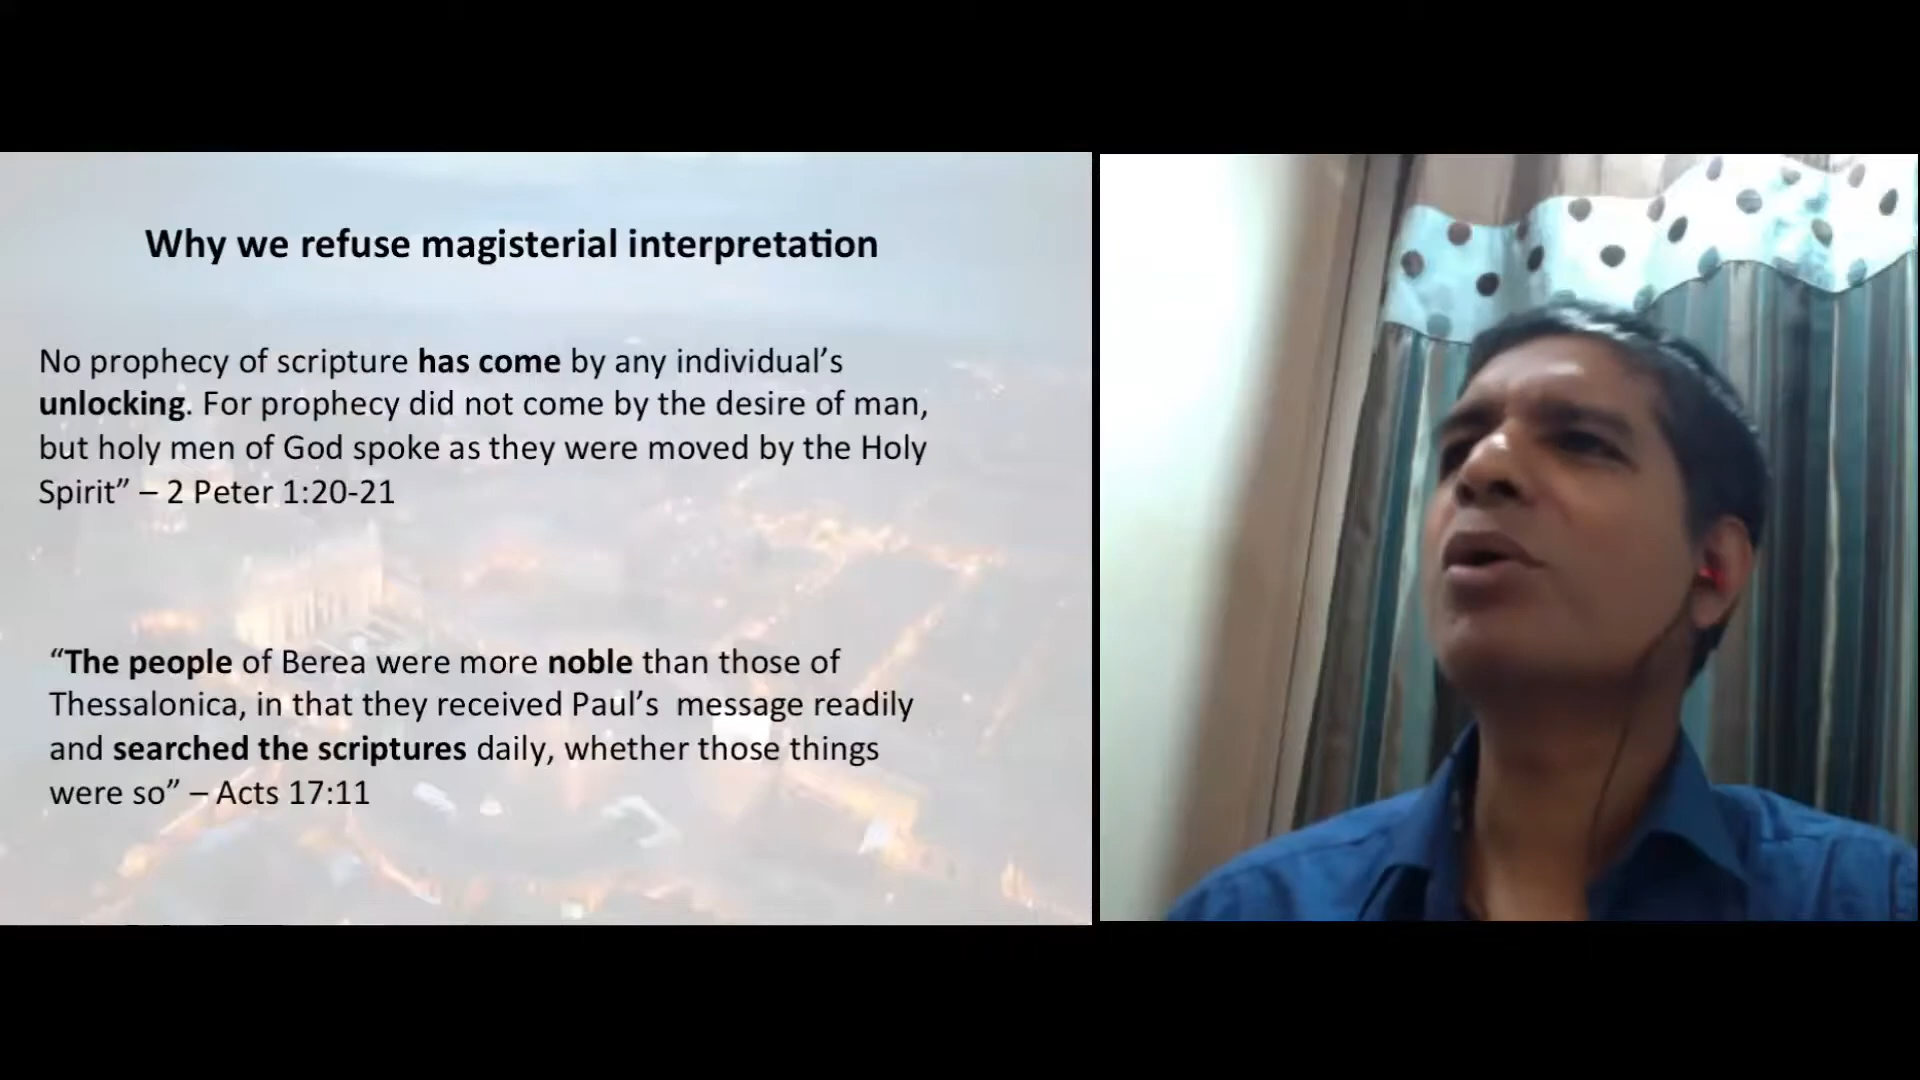 Why we refuse magisterial interpretation
No prophecy of scripture has come by any individual’s
unlocking. For prophecy did not come by the desire of man,
but holy men of God spoke as they were moved by the Holy
Spirit” – 2 Peter 1:20-21
“The people of Berea were more noble than those of
Thessalonica, in that they received Paul’s  message readily
and searched the scriptures daily, whether those things
were so” – Acts 17:11